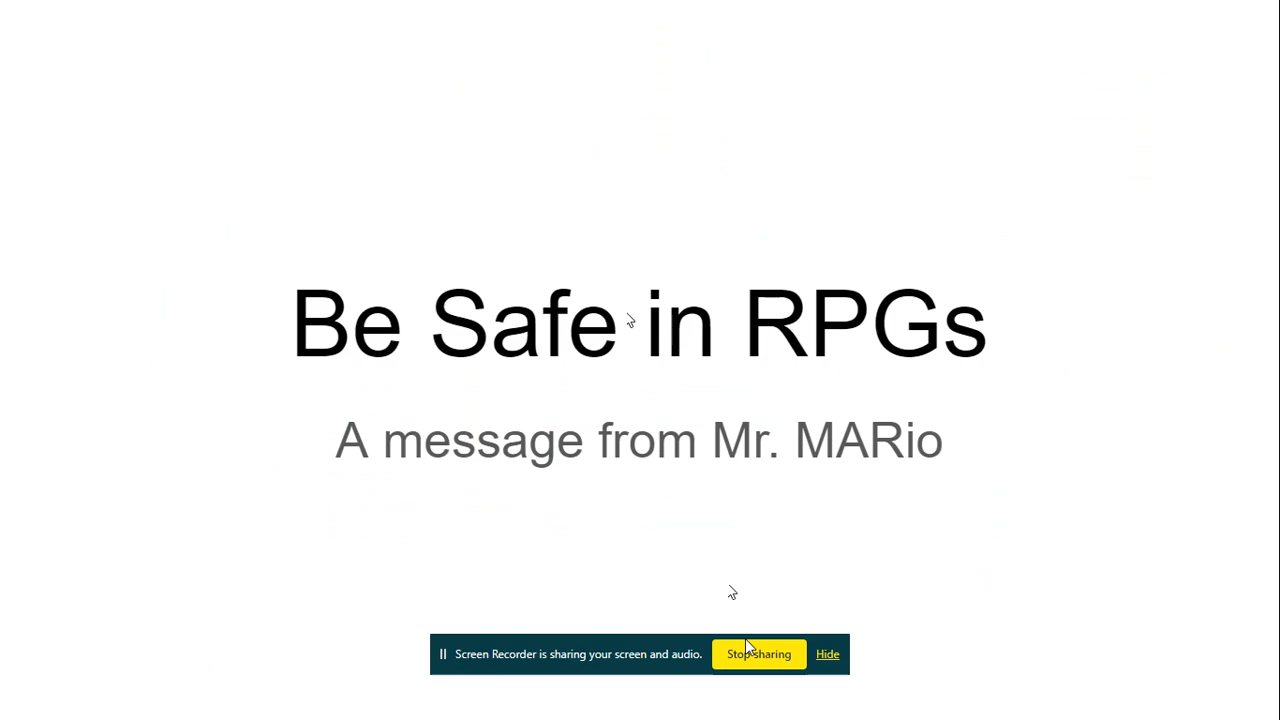 Be Safe in RPGs
A message from Mr. MARio
Screen Recorder is sharing your screen and audio. Stop sharing Hide